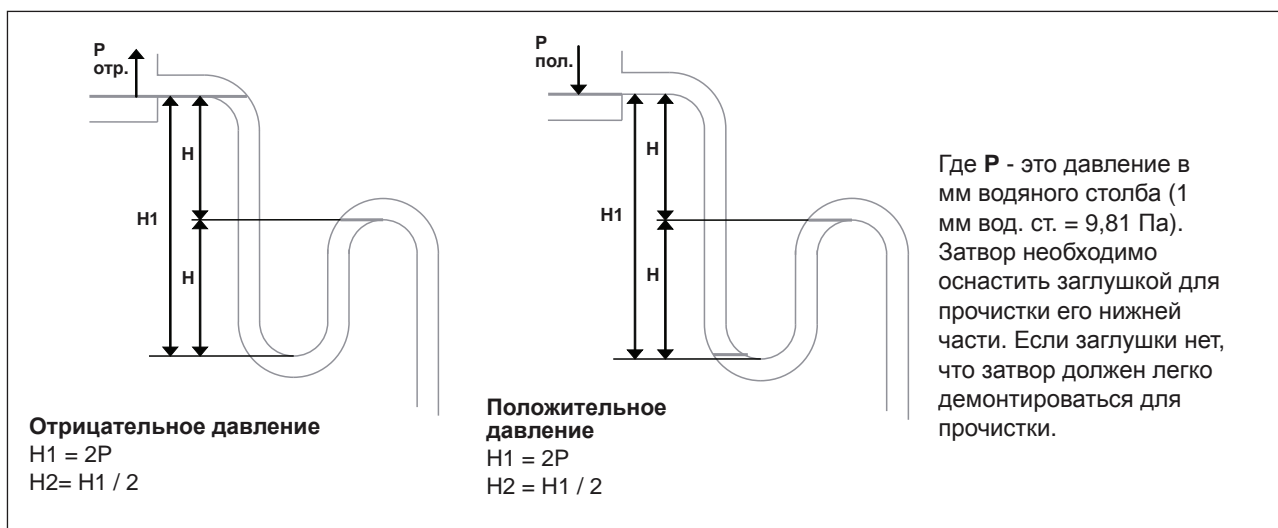 P
отр.
H
H1
H
Отрицательное давление
H1 = 2P
H2= H1 / 2
P
пол.
H
H1
H
Положительное
давление
H1 = 2P
H2 = H1 / 2
Где P - это давление в
мм водяного столба (1
мм вод. ст. = 9,81 Па).
Затвор необходимо
оснастить заглушкой для
прочистки его нижней
части. Если заглушки нет,
что затвор должен легко
демонтироваться для
прочистки.